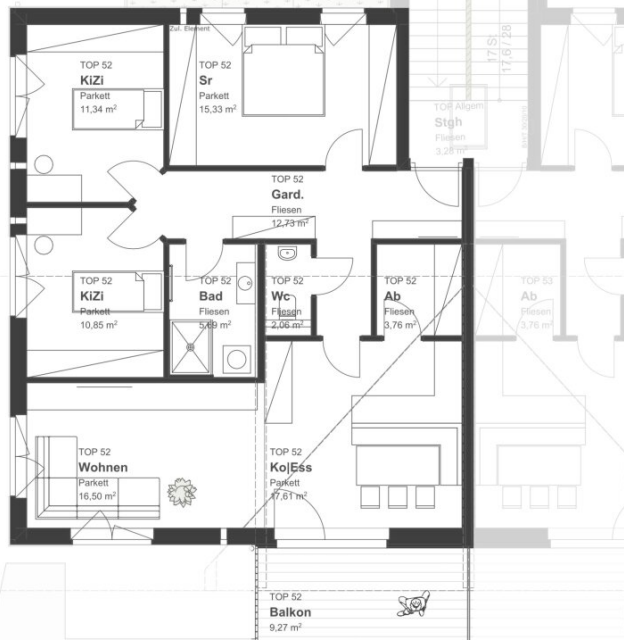 Zul. Element
17 St
17,6 / 28
TOP 52
KiZi
Parkett
11,34 m²
TOP 52
Sr
Parkett
15,33 m²
TOP Allgem
Stgh
Fliesen
TOP 52
Gard.
Fliesen
12,73 m²
TOP 52
KiZi
Parkett
10,85 m²
TOP 52
Bad
Fliesen
5,69 m²
TOP 52
Wc
Fliesen
2,06 m²
TOP 52
Ab
Fliesen
3,76 m²
TOP 53
Ab
Fliesen
3,76 m²
TOP 52
Wohnen
Parkett
16,50 m²
TOP 52
Ko|Ess
Parkett
17,61 m²
TOP 52
Balkon
9,27 m²